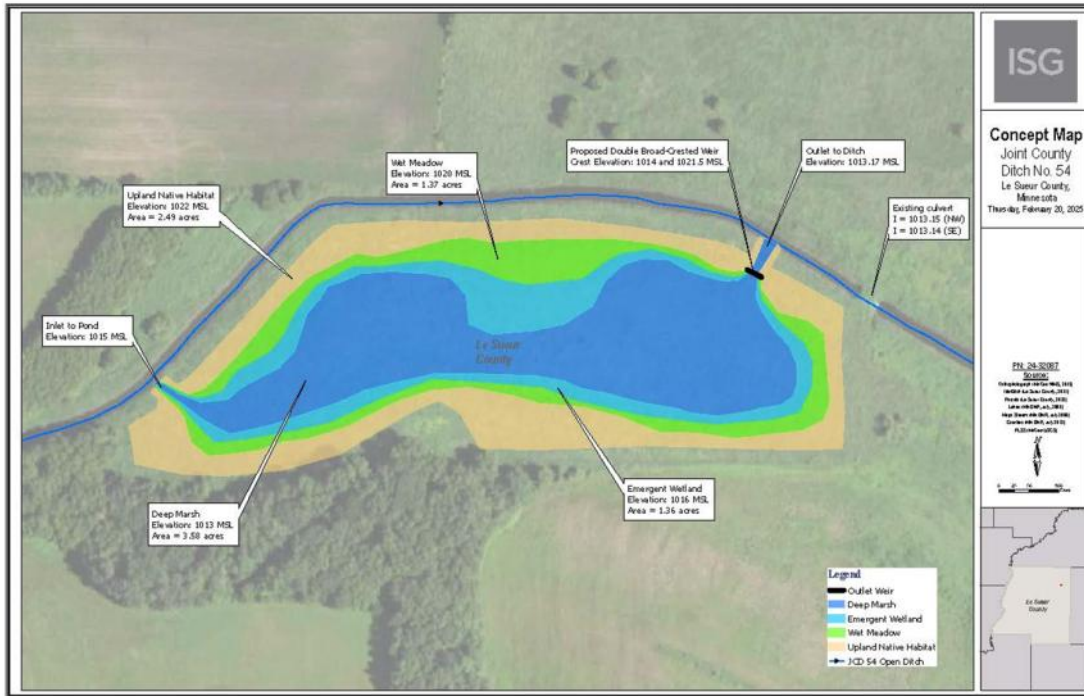 ISG
Concept Map
Joint County
Ditch No. 54
Le Sueur County,
Minnesota
Thursday, February 20, 2025
Proposed Double Broad-Crested Weir
Crest Elevation: 1014 and 1021.5 MSL
Outlet to Ditch
Elevation: 1013.17 MSL
Wet Meadow
Elevation: 1020 MSL
Area = 1.37 acres
Upland Native Habitat
Elevation: 1022 MSL
Area = 2.49 acres
Existing culvert
I = 1013.15 (NW)
I = 1013.14 (SE)
Inlet to Pond
Elevation: 1015 MSL
Le Sueur
County
Deep Marsh
Elevation: 1013 MSL
Area = 3.58 acres
Emergent Wetland
Elevation: 1016 MSL
Area = 1.36 acres
PN: 24-32087
Source:
Legend
Outlet Weir
Deep Marsh
Emergent Wetland
Wet Meadow
Upland Native Habitat
JCD 54 Open Ditch
Le Sueur
County